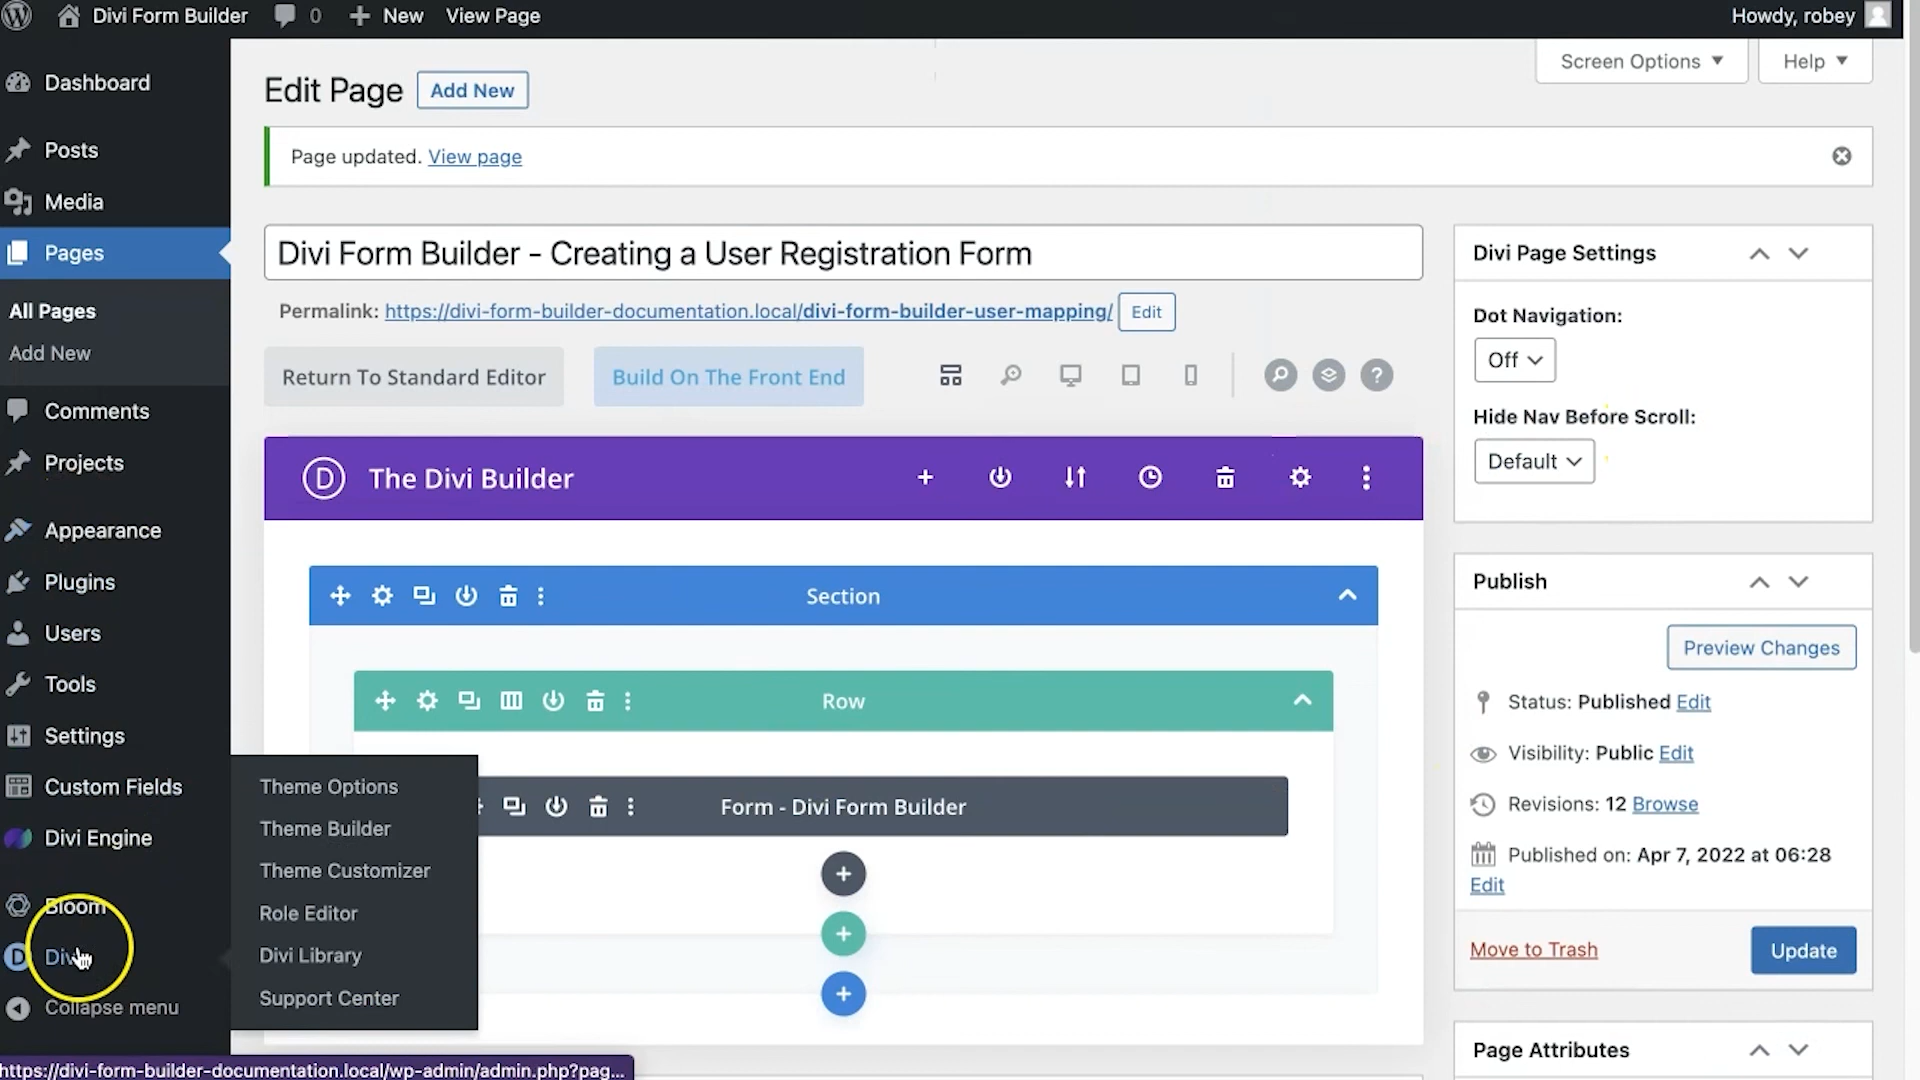 Divi Form Builder 0 New View Page Howdy, robey
Screen Options Help
Dashboard
Posts
Media
Pages
All Pages
Add New
Comments
Projects
Appearance
Plugins
Users
Tools
Settings
Custom Fields
Divi Engine
Bloom
Divi
Collapse menu
Theme Options
Theme Builder
Theme Customizer
Role Editor
Divi Library
Support Center
Edit Page Add New
Page updated. View page
Divi Form Builder - Creating a User Registration Form
Permalink: https://divi-form-builder-documentation.local/divi-form-builder-user-mapping/ Edit
Return To Standard Editor Build On The Front End
The Divi Builder
Section
Row
Form - Divi Form Builder
Divi Page Settings
Dot Navigation:
Off
Hide Nav Before Scroll:
Default
Publish
Preview Changes
Status: Published Edit
Visibility: Public Edit
Revisions: 12 Browse
Published on: Apr 7, 2022 at 06:28
Edit
Move to Trash Update
Page Attributes
https://divi-form-builder-documentation.local/wp-admin/admin.php?pag...